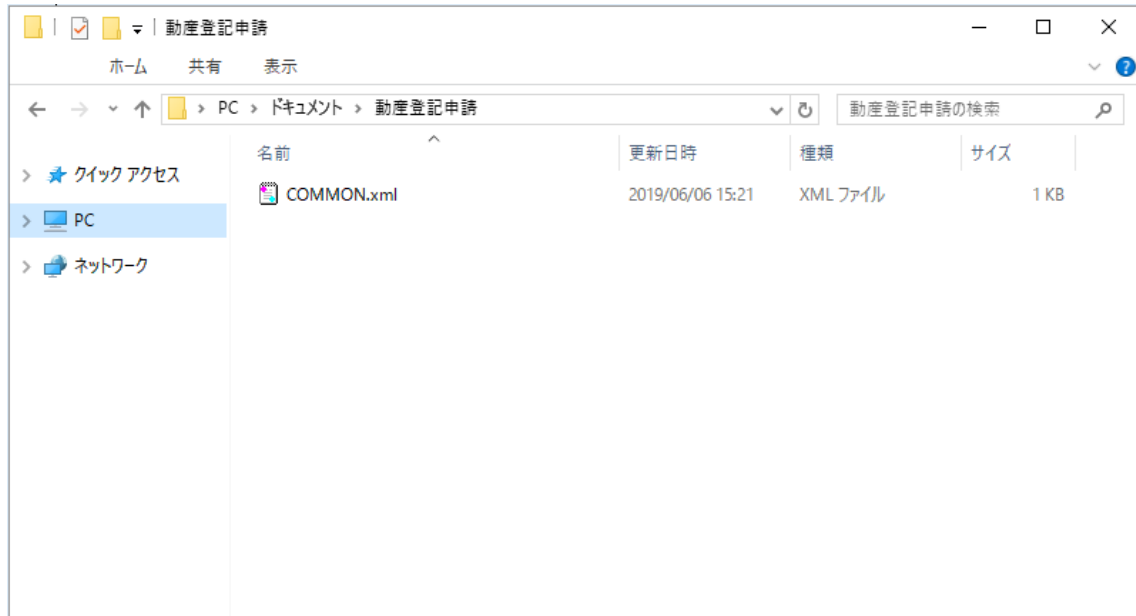 動産登記申請
ホーム 共有 表示
PC › ドキュメント › 動産登記申請 動産登記申請の検索
名前 更新日時 種類 サイズ
クイック アクセス
COMMON.xml 2019/06/06 15:21 XML ファイル 1 KB
PC
ネットワーク